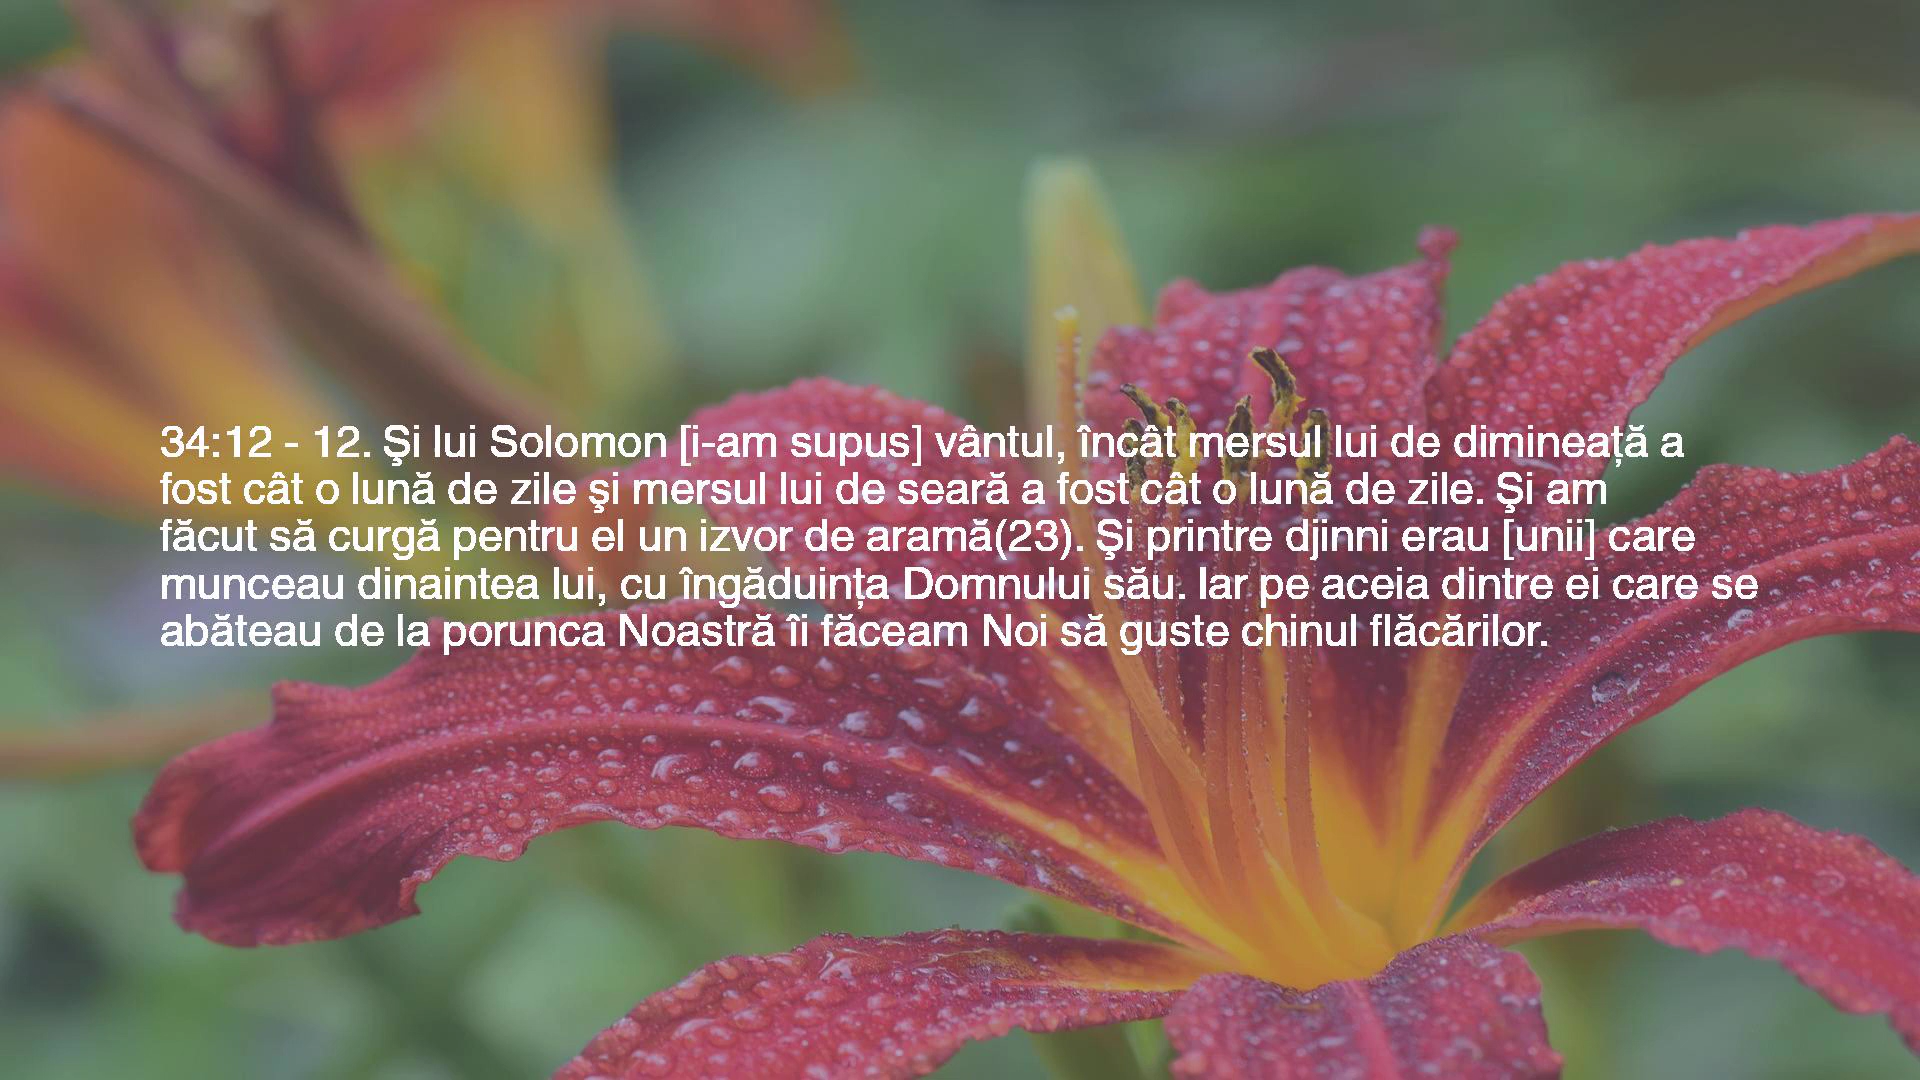 34:12 - 12. Şi lui Solomon [i-am supus] vântul, încât mersul lui de dimineaţă a
fost cât o lună de zile şi mersul lui de seară a fost cât o lună de zile. Şi am
făcut să curgă pentru el un izvor de aramă(23). Şi printre djinni erau [unii] care
munceau dinaintea lui, cu îngăduinţa Domnului său. Iar pe aceia dintre ei care se
abăteau de la porunca Noastră îi făceam Noi să guste chinul flăcărilor.